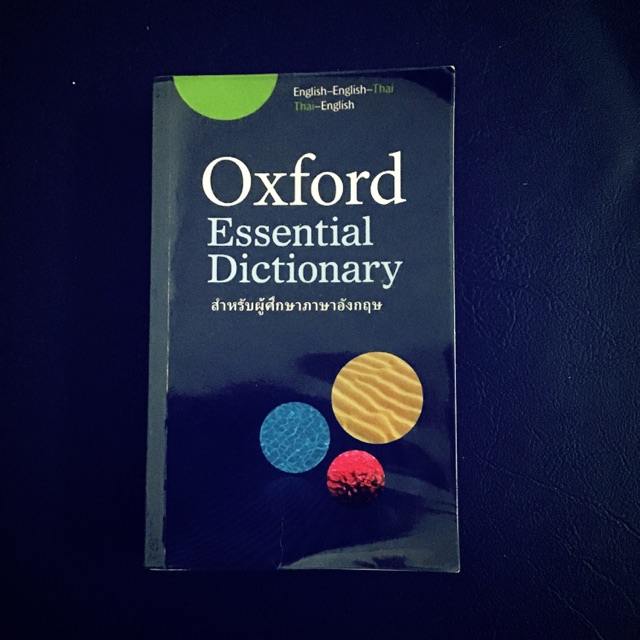 English–English–Thai
Thai–English
Oxford
Essential
Dictionary
สำหรับผู้ศึกษาภาษาอังกฤษ